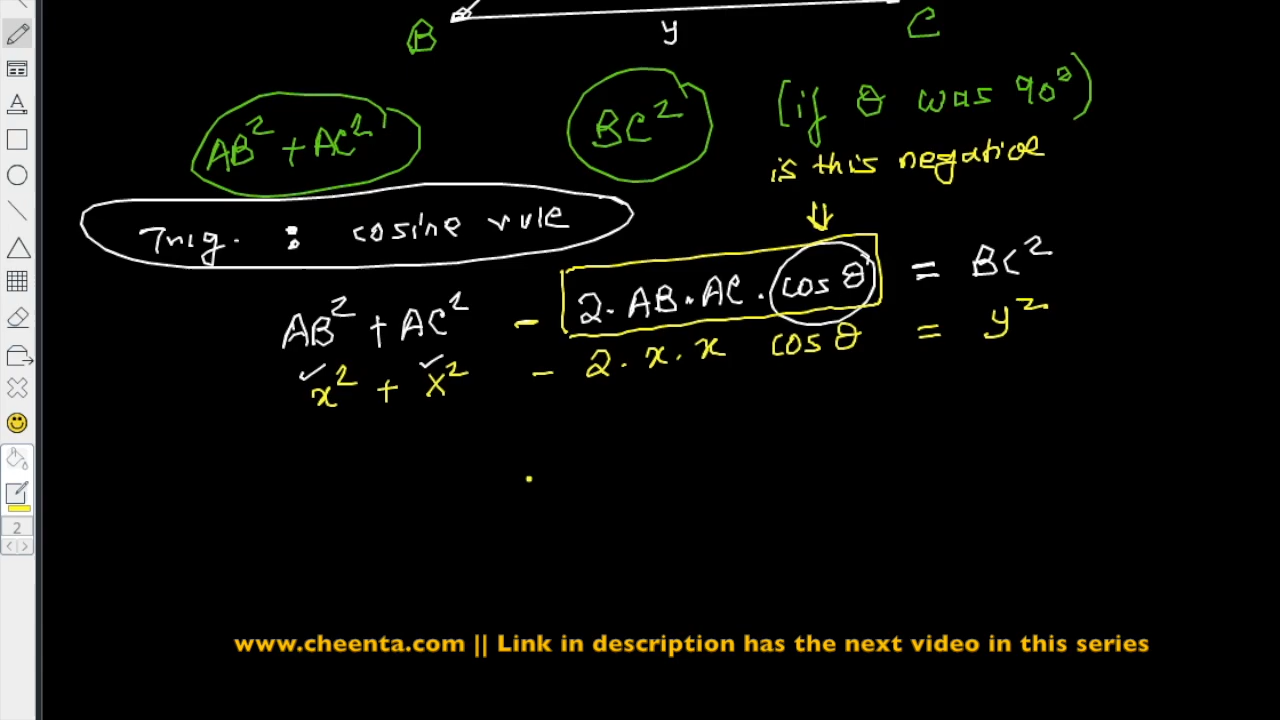 B y C
AB² + AC² BC² (if θ was 90°)
is this negative
Trig. : cosine rule
AB² + AC² - 2·AB·AC·cos θ = BC²
x² + x² - 2·x·x cos θ = y²
2
www.cheenta.com || Link in description has the next video in this series